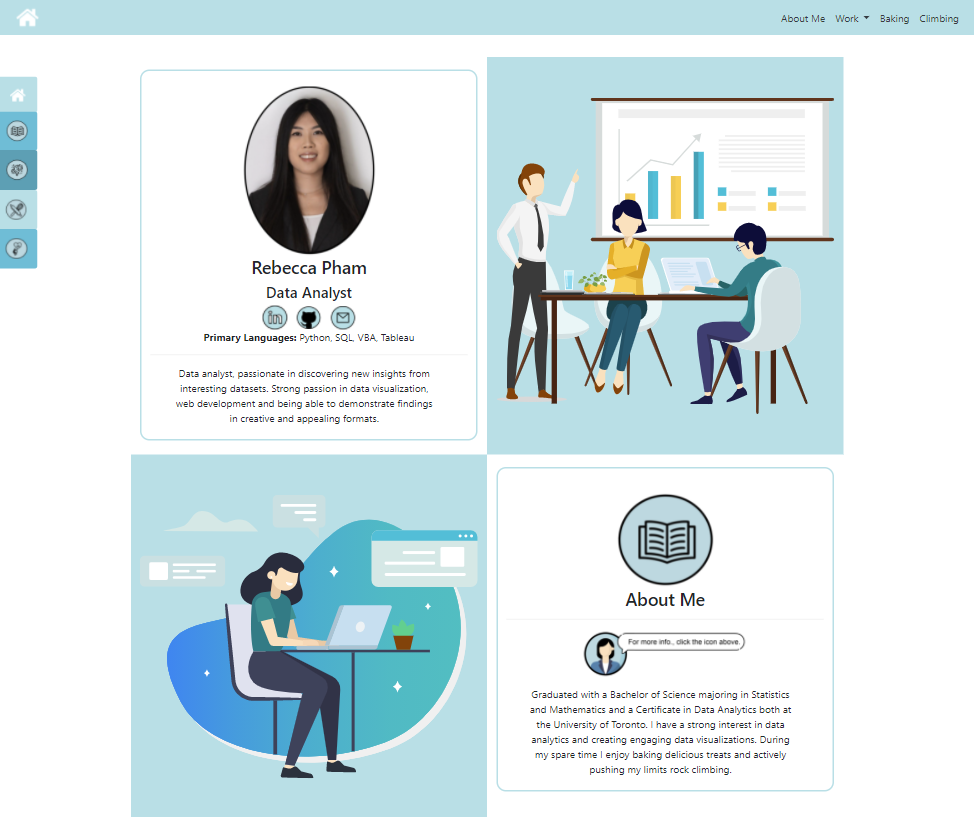 About Me Work Baking Climbing
Rebecca Pham
Data Analyst
in
Primary Languages: Python, SQL, VBA, Tableau
Data analyst, passionate in discovering new insights from
interesting datasets. Strong passion in data visualization,
web development and being able to demonstrate findings
in creative and appealing formats.
About Me
For more info., click the icon above.
Graduated with a Bachelor of Science majoring in Statistics
and Mathematics and a Certificate in Data Analytics both at
the University of Toronto. I have a strong interest in data
analytics and creating engaging data visualizations. During
my spare time I enjoy baking delicious treats and actively
pushing my limits rock climbing.